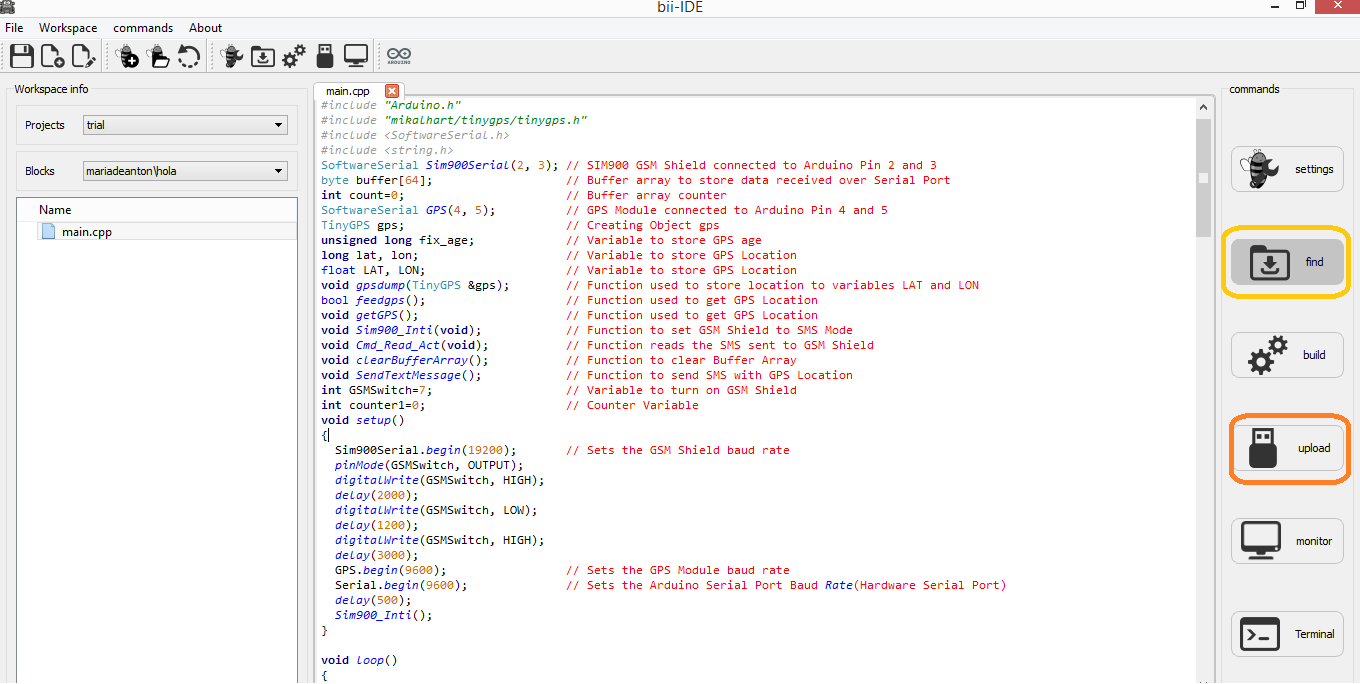 bii-IDE
File Workspace commands About
ARDUINO
Workspace info
Projects trial
Blocks mariadeanton\hola
Name
main.cpp
main.cpp
#include "Arduino.h"
#include "mikalhart/tinygps/tinygps.h"
#include <SoftwareSerial.h>
#include <string.h>
SoftwareSerial Sim900Serial(2, 3); // SIM900 GSM Shield connected to Arduino Pin 2 and 3
byte buffer[64]; // Buffer array to store data received over Serial Port
int count=0; // Buffer array counter
SoftwareSerial GPS(4, 5); // GPS Module connected to Arduino Pin 4 and 5
TinyGPS gps; // Creating Object gps
unsigned long fix_age; // Variable to store GPS age
long lat, lon; // Variable to store GPS Location
float LAT, LON; // Variable to store GPS Location
void gpsdump(TinyGPS &gps); // Function used to store location to variables LAT and LON
bool feedgps(); // Function used to get GPS Location
void getGPS(); // Function used to get GPS Location
void Sim900_Inti(void); // Function to set GSM Shield to SMS Mode
void Cmd_Read_Act(void); // Function reads the SMS sent to GSM Shield
void clearBufferArray(); // Function to clear Buffer Array
void SendTextMessage(); // Function to send SMS with GPS Location
int GSMSwitch=7; // Variable to turn on GSM Shield
int counter1=0; // Counter Variable
void setup()
{
Sim900Serial.begin(19200); // Sets the GSM Shield baud rate
pinMode(GSMSwitch, OUTPUT);
digitalWrite(GSMSwitch, HIGH);
delay(2000);
digitalWrite(GSMSwitch, LOW);
delay(1200);
digitalWrite(GSMSwitch, HIGH);
delay(3000);
GPS.begin(9600); // Sets the GPS Module baud rate
Serial.begin(9600); // Sets the Arduino Serial Port Baud Rate(Hardware Serial Port)
delay(500);
Sim900_Inti();
}
void loop()
{
commands
settings
find
build
upload
monitor
Terminal